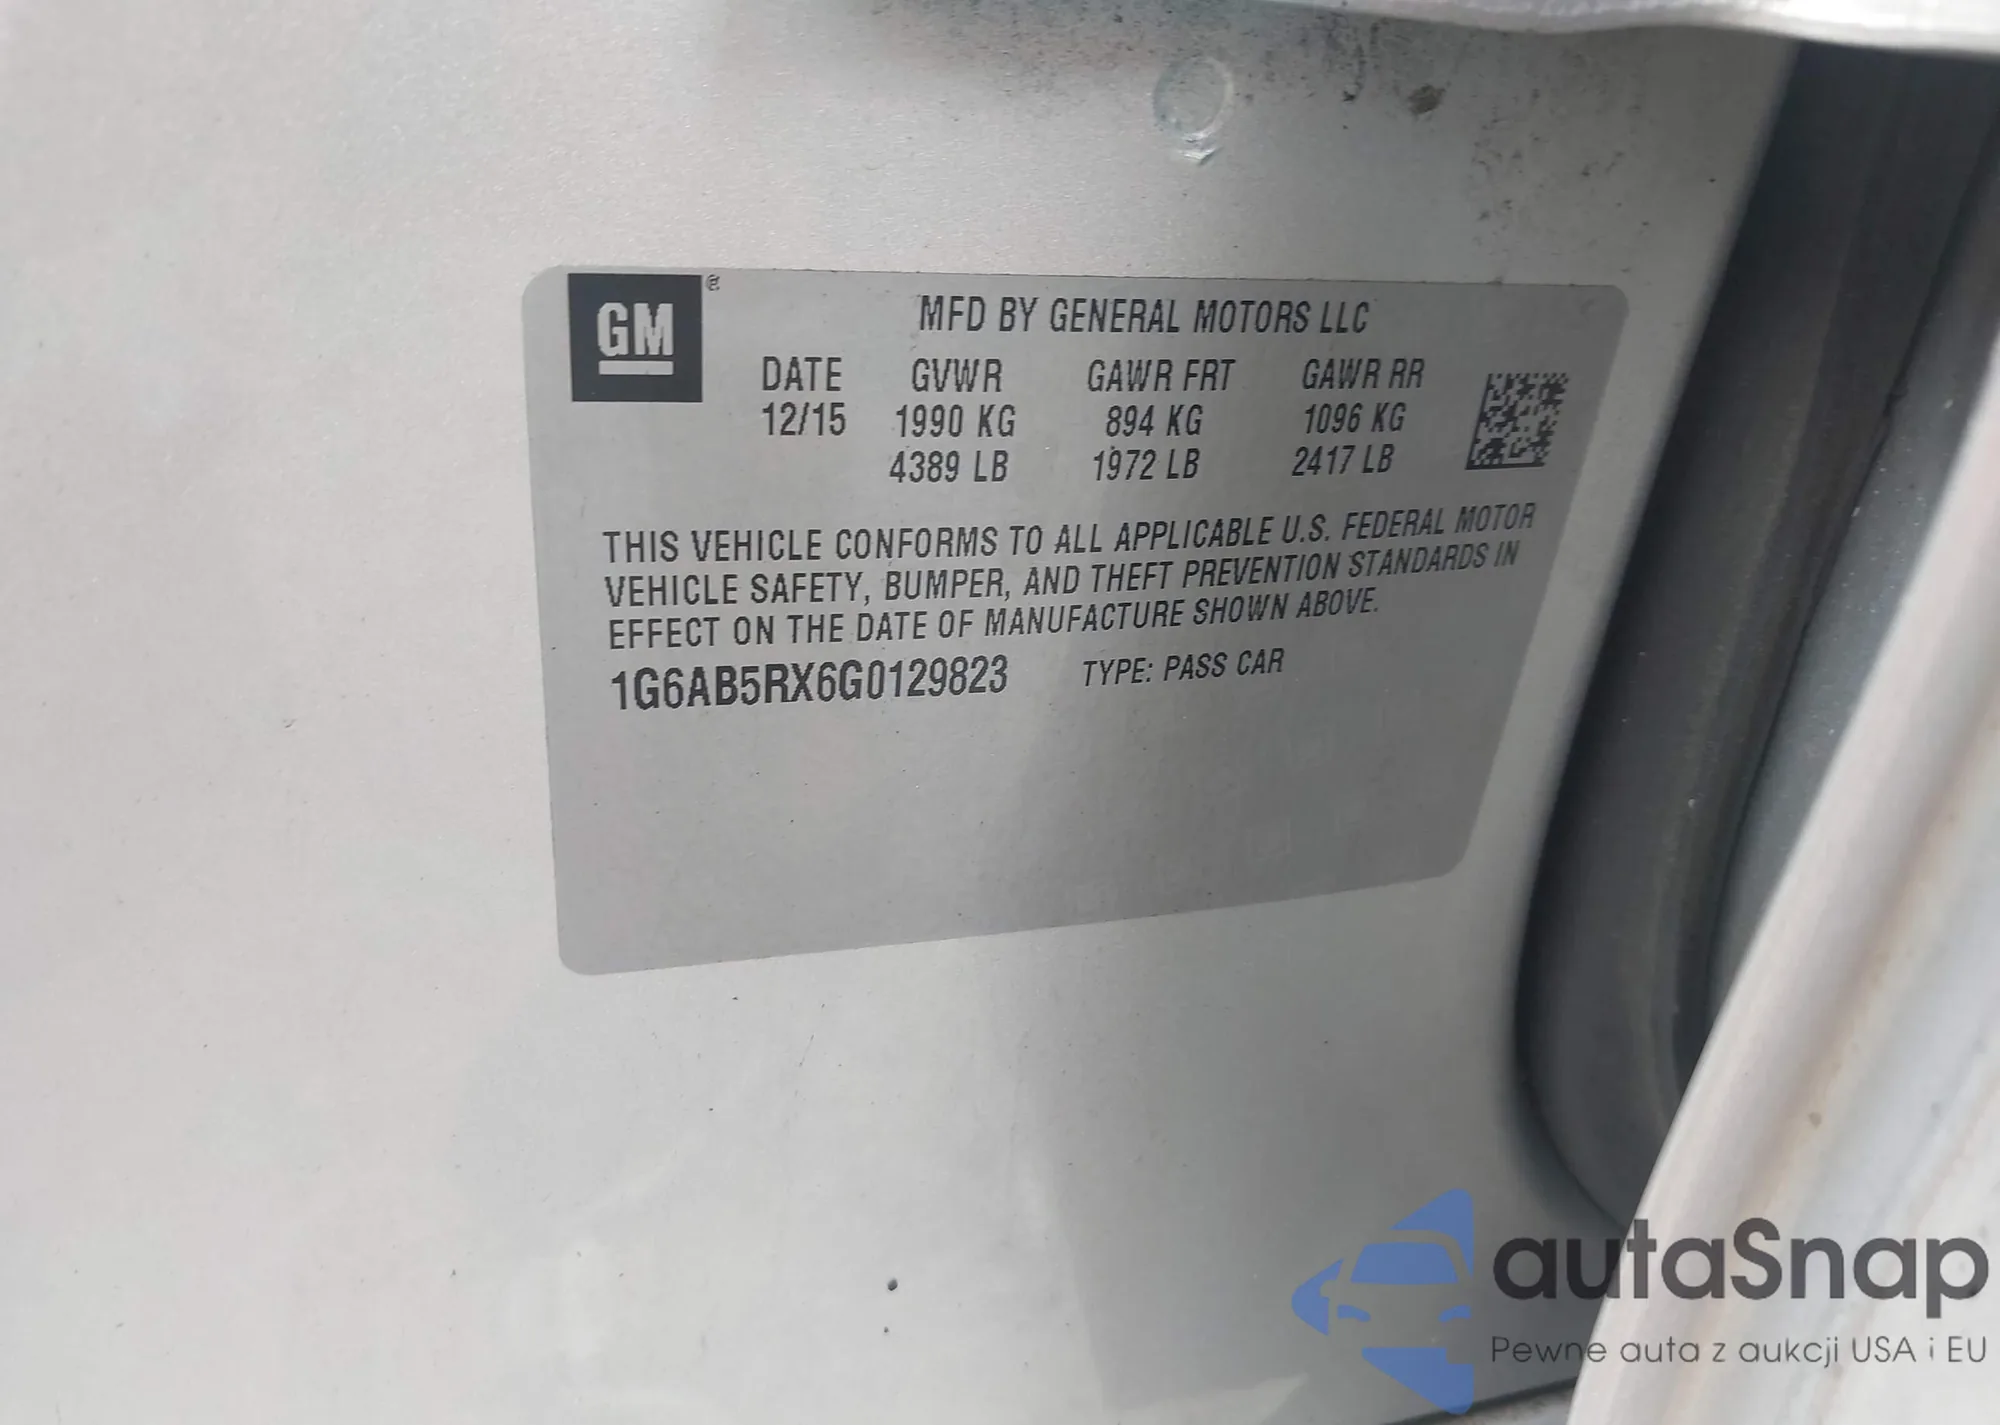 GM ®
MFD BY GENERAL MOTORS LLC
DATE GVWR GAWR FRT GAWR RR
12/15 1990 KG 894 KG 1096 KG
4389 LB 1972 LB 2417 LB
THIS VEHICLE CONFORMS TO ALL APPLICABLE U.S. FEDERAL MOTOR
VEHICLE SAFETY, BUMPER, AND THEFT PREVENTION STANDARDS IN
EFFECT ON THE DATE OF MANUFACTURE SHOWN ABOVE.
1G6AB5RX6G0129823 TYPE: PASS CAR
autaSnap
Pewne auta z aukcji USA i EU